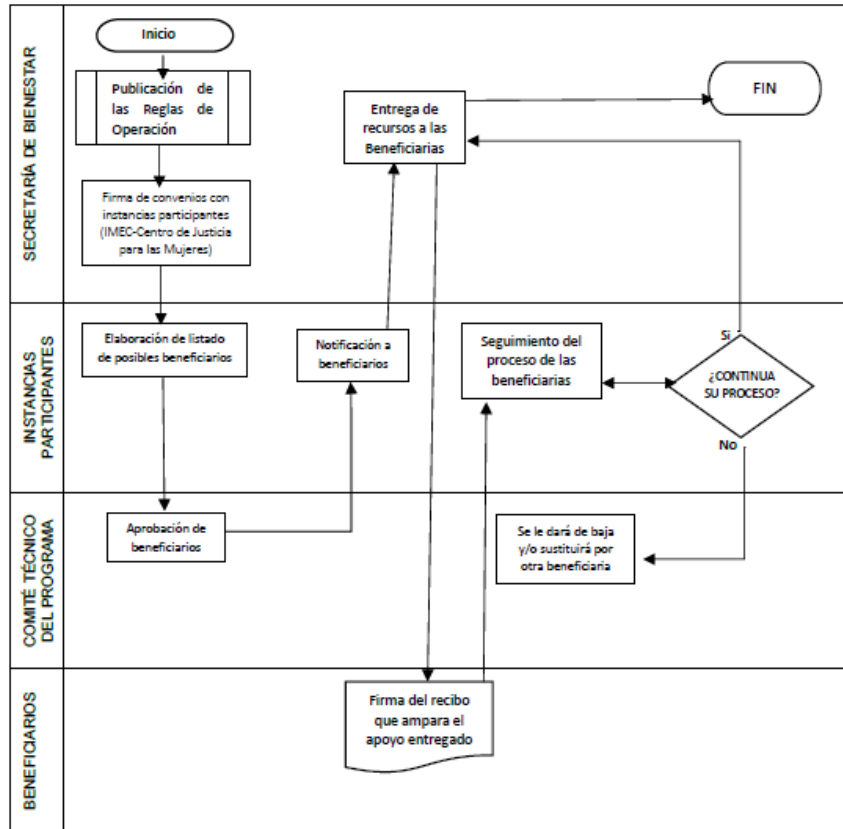 SECRETARÍA DE BIENESTAR
Inicio
Publicación de
las Reglas de
Operación
Firma de convenios con
instancias participantes
(IMEC-Centro de Justicia
para las Mujeres)
Entrega de
recursos a las
Beneficiarias
FIN
INSTANCIAS
PARTICIPANTES
Elaboración de listado
de posibles beneficiarios
Notificación a
beneficiarios
Seguimiento del
proceso de las
beneficiarias
Si
¿CONTINUA
SU PROCESO?
No
COMITÉ TÉCNICO
DEL PROGRAMA
Aprobación de
beneficiarios
Se le dará de baja
y/o sustituirá por
otra beneficiaria
BENEFICIARIOS
Firma del recibo
que ampara el
apoyo entregado